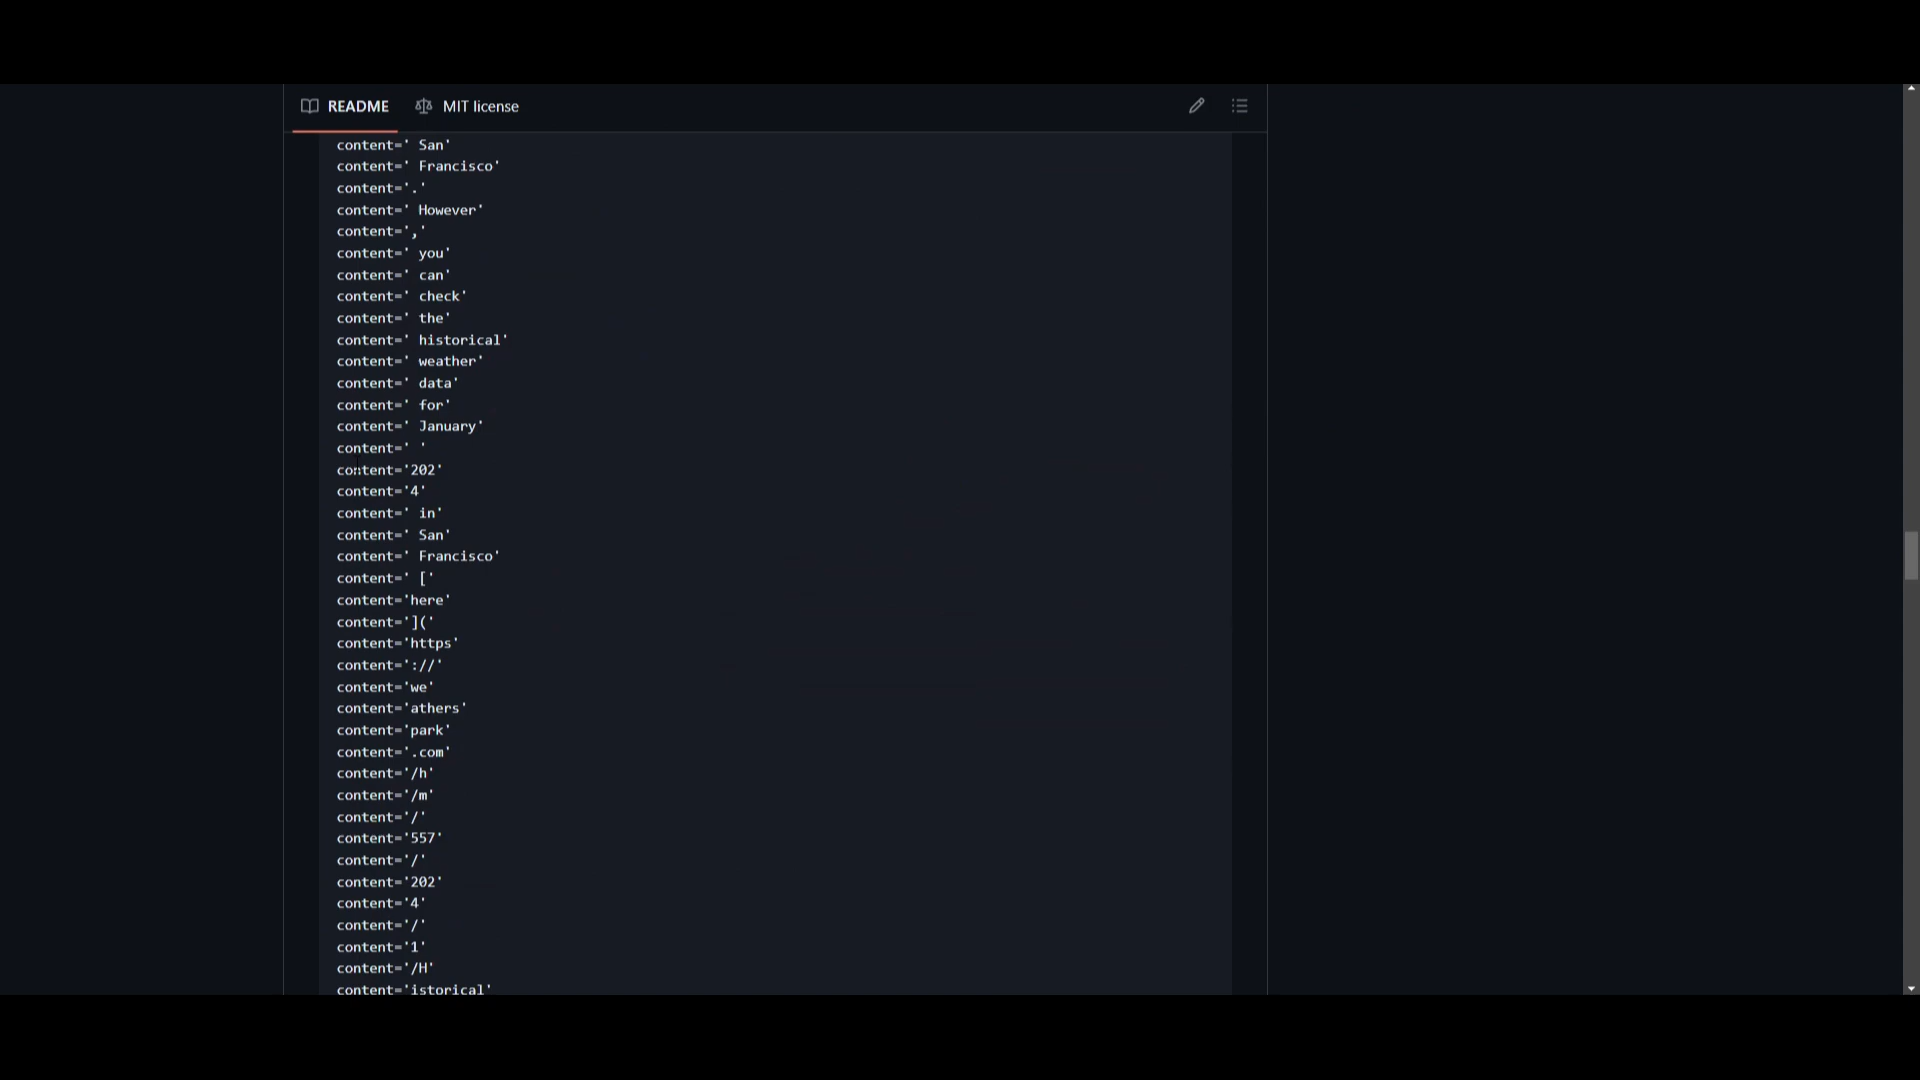 README MIT license
content=' San'
content=' Francisco'
content='.'
content=' However'
content=','
content=' you'
content=' can'
content=' check'
content=' the'
content=' historical'
content=' weather'
content=' data'
content=' for'
content=' January'
content=' '
content='202'
content='4'
content=' in'
content=' San'
content=' Francisco'
content=' ['
content='here'
content=']('
content='https'
content='://'
content='we'
content='athers'
content='park'
content='.com'
content='/h'
content='/m'
content='/'
content='557'
content='/'
content='202'
content='4'
content='/'
content='1'
content='/H'
content='istorical'